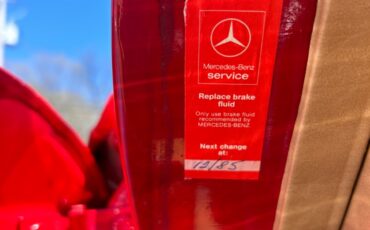 Mercedes-Benz
service
Replace brake
fluid
Only use brake fluid
recommended by
MERCEDES-BENZ
Next change
at:
12/85